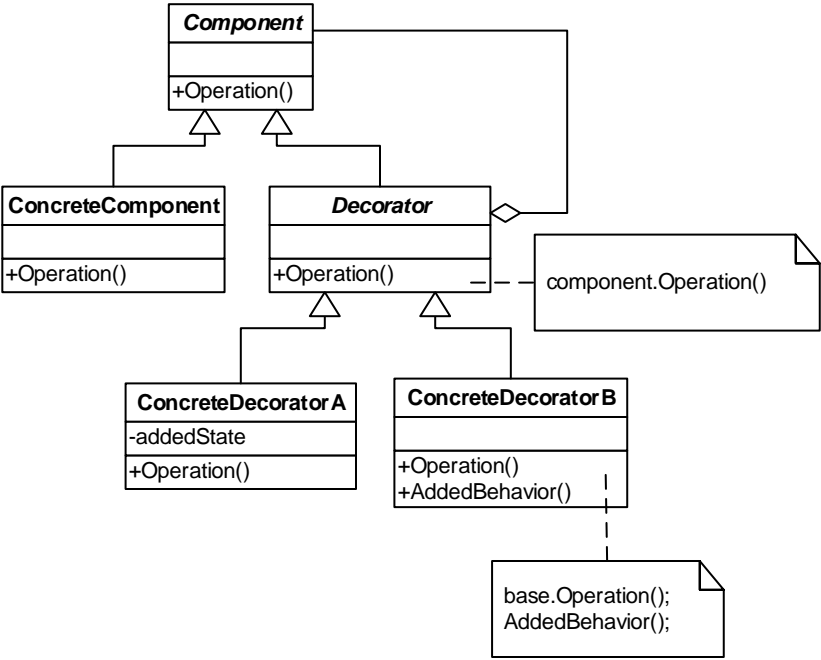 Component
+Operation()
ConcreteComponent
+Operation()
Decorator
+Operation()
component.Operation()
ConcreteDecoratorA
-addedState
+Operation()
ConcreteDecoratorB
+Operation()
+AddedBehavior()
base.Operation();
AddedBehavior();